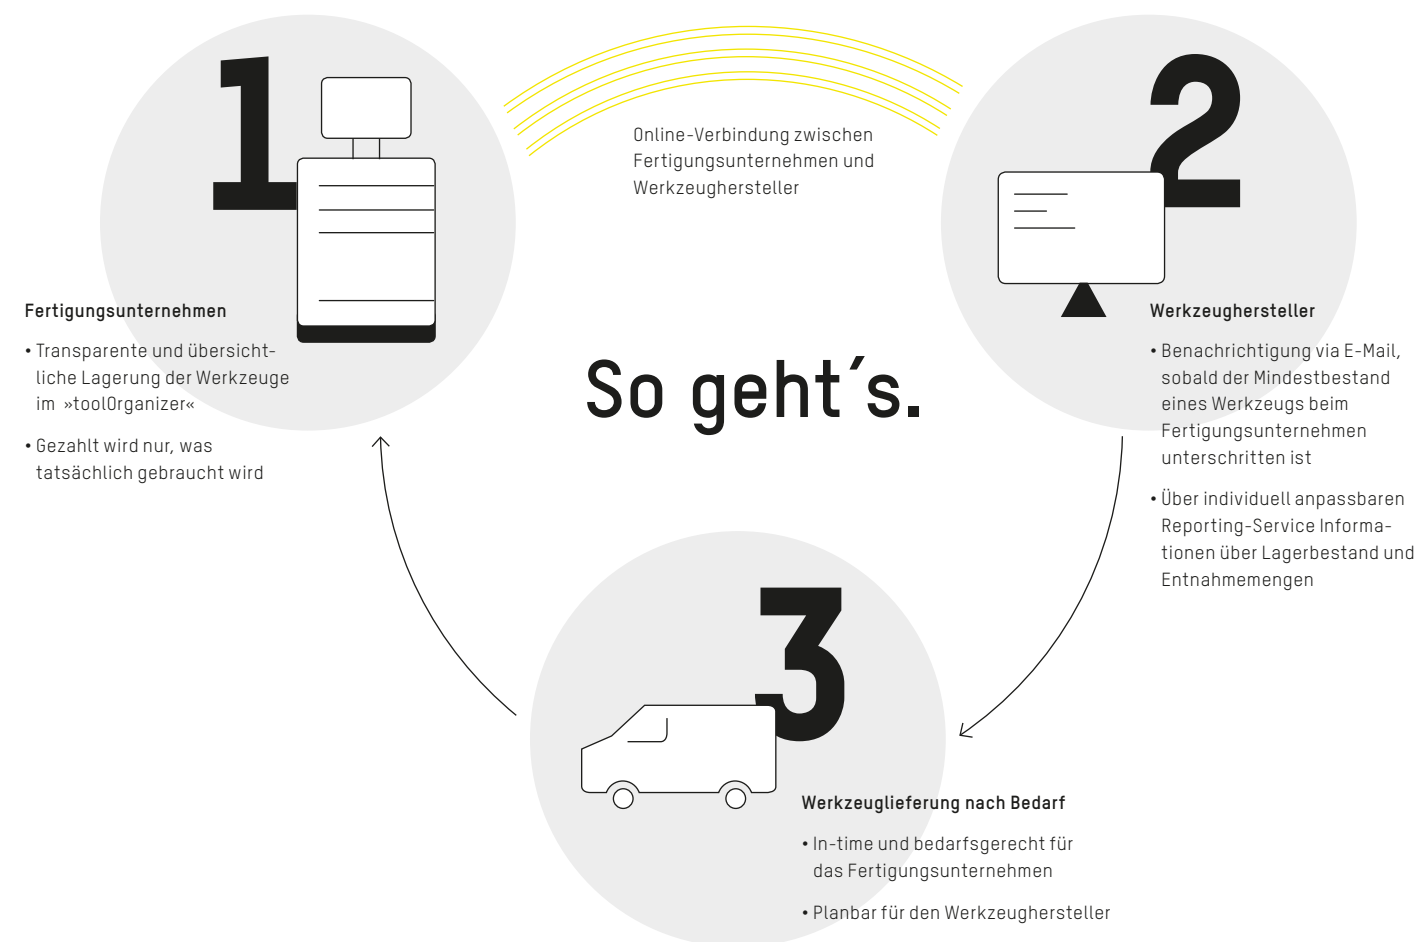 1
Fertigungsunternehmen
• Transparente und übersicht-
liche Lagerung der Werkzeuge
im »toolOrganizer«
• Gezahlt wird nur, was
tatsächlich gebraucht wird
Online-Verbindung zwischen
Fertigungsunternehmen und
Werkzeughersteller
So geht´s.
2
Werkzeughersteller
• Benachrichtigung via E-Mail,
sobald der Mindestbestand
eines Werkzeugs beim
Fertigungsunternehmen
unterschritten ist
• Über individuell anpassbaren
Reporting-Service Informa-
tionen über Lagerbestand und
Entnahmemengen
3
Werkzeuglieferung nach Bedarf
• In-time und bedarfsgerecht für
das Fertigungsunternehmen
• Planbar für den Werkzeughersteller